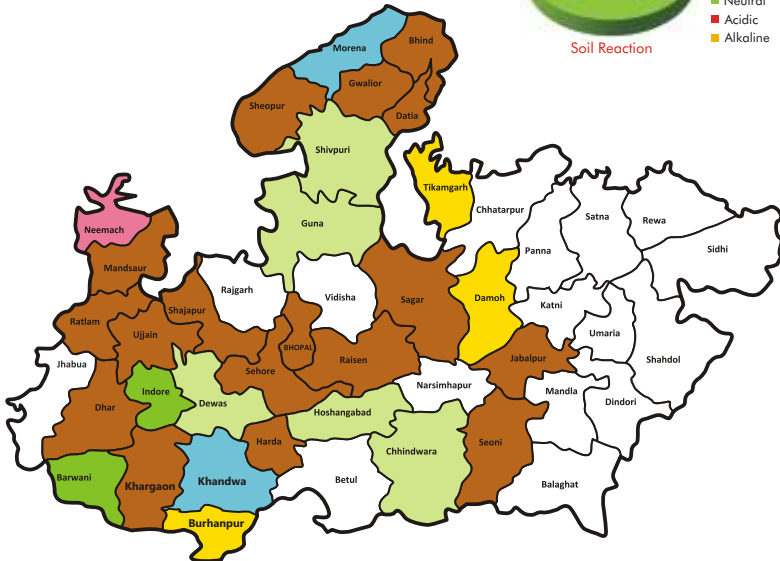 Neutral
Acidic
Alkaline
Soil Reaction
Morena
Bhind
Gwalior
Sheopur
Datia
Shivpuri
Tikamgarh
Chhatarpur
Satna
Rewa
Neemach
Guna
Panna
Sidhi
Mandsaur
Rajgarh
Vidisha
Sagar
Damoh
Katni
Shajapur
Ratlam
Ujjain
BHOPAL
Raisen
Umaria
Jabalpur
Shahdol
Jhabua
Sehore
Narsimhapur
Indore
Dewas
Mandla
Dindori
Dhar
Hoshangabad
Harda
Seoni
Chhindwara
Barwani
Khargaon
Khandwa
Betul
Balaghat
Burhanpur